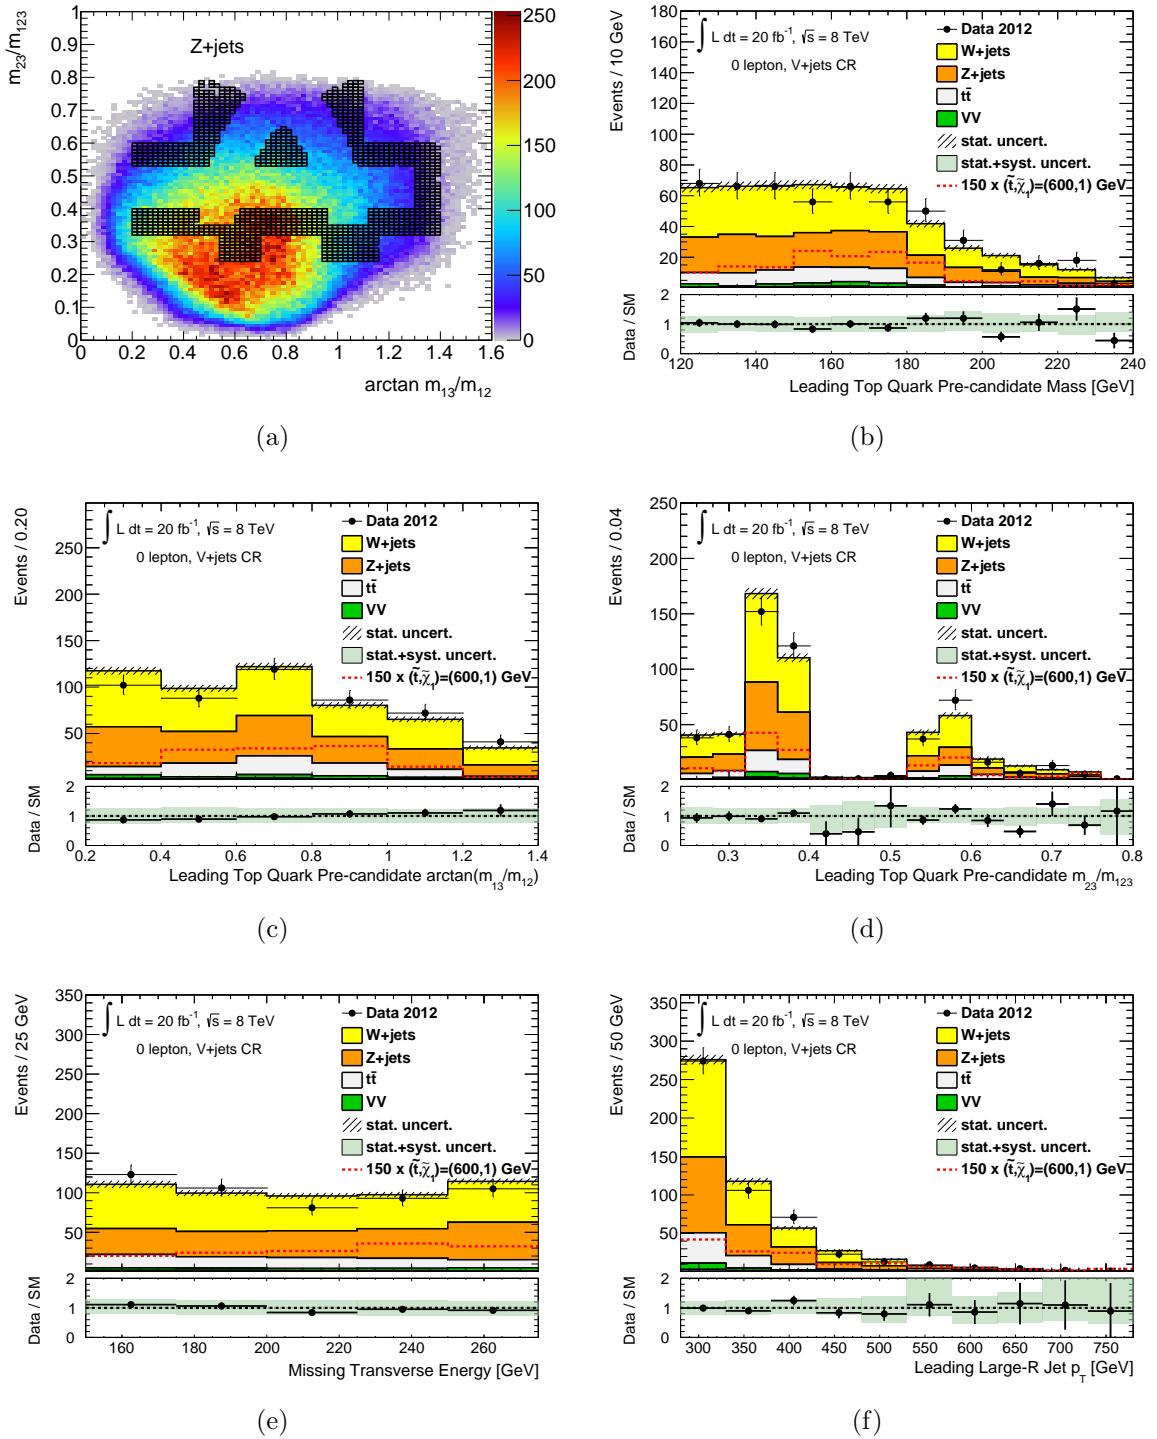 m23/m123
1
0.9
0.8
0.7
0.6
0.5
0.4
0.3
0.2
0.1
0
Z+jets
0 0.2 0.4 0.6 0.8 1 1.2 1.4 1.6
arctan m13/m12
250
200
150
100
50
0
(a)
Events / 10 GeV
180
160
140
120
100
80
60
40
20
∫ L dt = 20 fb-1, √s = 8 TeV
0 lepton, V+jets CR
Data 2012
W+jets
Z+jets
tt̄
VV
stat. uncert.
stat.+syst. uncert.
150 x (t̃,χ̃1)=(600,1) GeV
Data / SM
2
1
0
120 140 160 180 200 220 240
Leading Top Quark Pre-candidate Mass [GeV]
(b)
Events / 0.20
250
200
150
100
50
∫ L dt = 20 fb-1, √s = 8 TeV
0 lepton, V+jets CR
Data 2012
W+jets
Z+jets
tt̄
VV
stat. uncert.
stat.+syst. uncert.
150 x (t̃,χ̃1)=(600,1) GeV
Data / SM
2
1
0
0.2 0.4 0.6 0.8 1 1.2 1.4
Leading Top Quark Pre-candidate arctan(m13/m12)
(c)
Events / 0.04
250
200
150
100
50
∫ L dt = 20 fb-1, √s = 8 TeV
0 lepton, V+jets CR
Data 2012
W+jets
Z+jets
tt̄
VV
stat. uncert.
stat.+syst. uncert.
150 x (t̃,χ̃1)=(600,1) GeV
Data / SM
2
1
0
0.3 0.4 0.5 0.6 0.7 0.8
Leading Top Quark Pre-candidate m23/m123
(d)
Events / 25 GeV
350
300
250
200
150
100
50
∫ L dt = 20 fb-1, √s = 8 TeV
0 lepton, V+jets CR
Data 2012
W+jets
Z+jets
tt̄
VV
stat. uncert.
stat.+syst. uncert.
150 x (t̃,χ̃1)=(600,1) GeV
Data / SM
2
1
0
160 180 200 220 240 260
Missing Transverse Energy [GeV]
(e)
Events / 50 GeV
350
300
250
200
150
100
50
∫ L dt = 20 fb-1, √s = 8 TeV
0 lepton, V+jets CR
Data 2012
W+jets
Z+jets
tt̄
VV
stat. uncert.
stat.+syst. uncert.
150 x (t̃,χ̃1)=(600,1) GeV
Data / SM
2
1
0
300 350 400 450 500 550 600 650 700 750
Leading Large-R Jet pT [GeV]
(f)